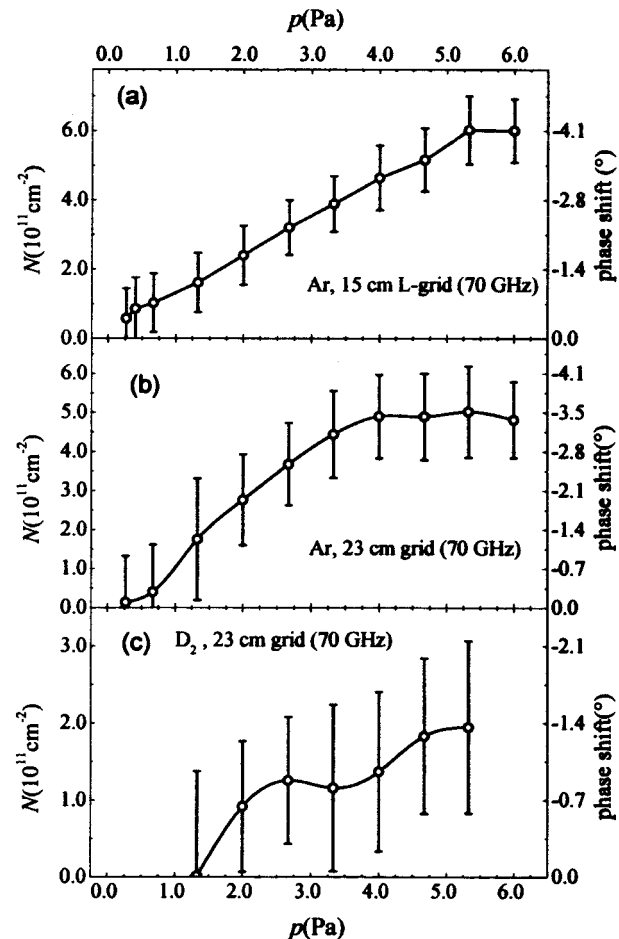 p(Pa)
0.0 1.0 2.0 3.0 4.0 5.0 6.0
(a)
6.0
4.0
2.0
0.0
N(10¹¹cm⁻²)
-4.1
-2.8
-1.4
0.0
phase shift (°)
Ar, 15 cm L-grid (70 GHz)
(b)
6.0
5.0
4.0
3.0
2.0
1.0
0.0
N(10¹¹cm⁻²)
-4.1
-3.5
-2.8
-2.1
-1.4
-0.7
0.0
phase shift(°)
Ar, 23 cm grid (70 GHz)
(c) D₂ , 23 cm grid (70 GHz)
3.0
2.0
1.0
0.0
N(10¹¹cm⁻²)
-2.1
-1.4
-0.7
0.0
phase shift(°)
0.0 1.0 2.0 3.0 4.0 5.0 6.0
p(Pa)